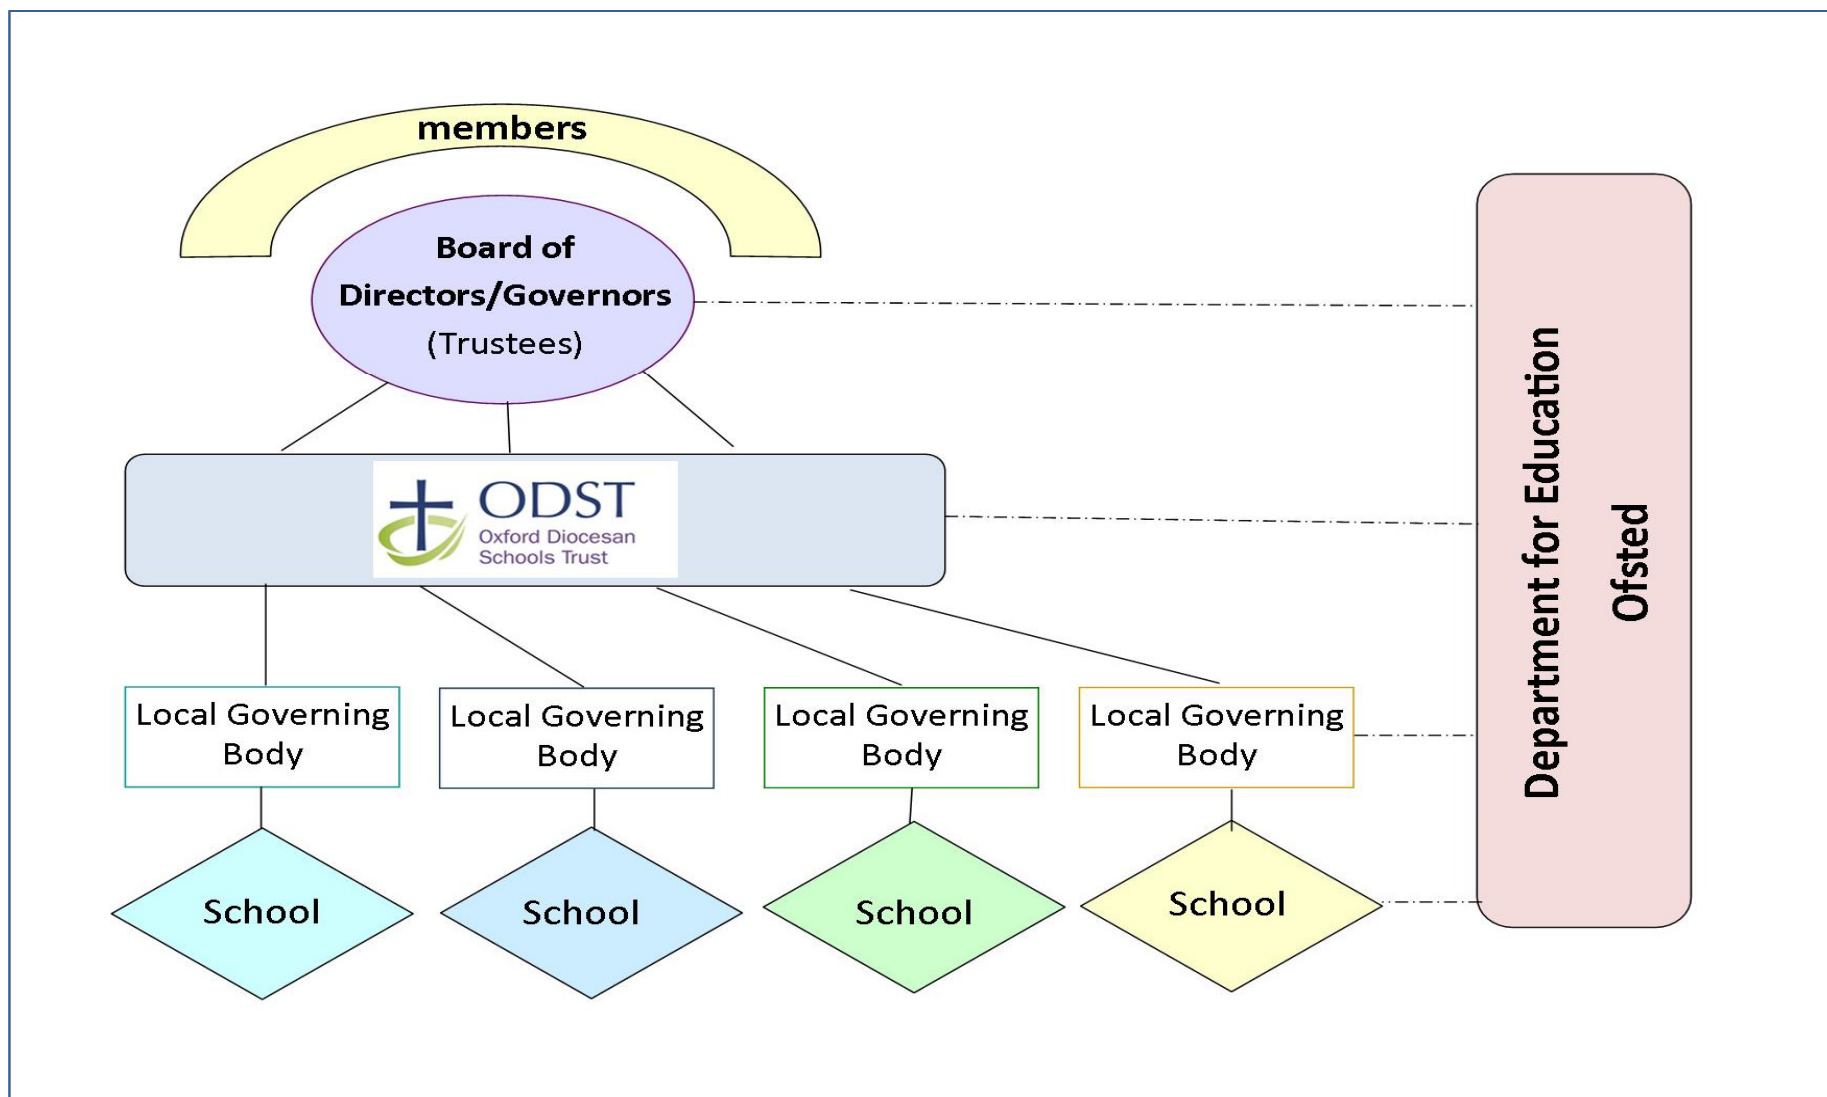 members
Board of
Directors/Governors
(Trustees)
ODST
Oxford Diocesan
Schools Trust
Local Governing
Body
Local Governing
Body
Local Governing
Body
Local Governing
Body
School
School
School
School
Department for Education
Ofsted